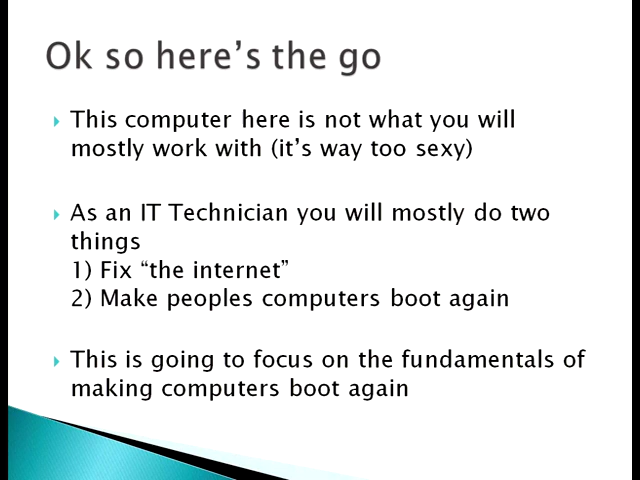 Ok so here’s the go
This computer here is not what you will
mostly work with (it’s way too sexy)
As an IT Technician you will mostly do two
things
1) Fix “the internet”
2) Make peoples computers boot again
This is going to focus on the fundamentals of
making computers boot again